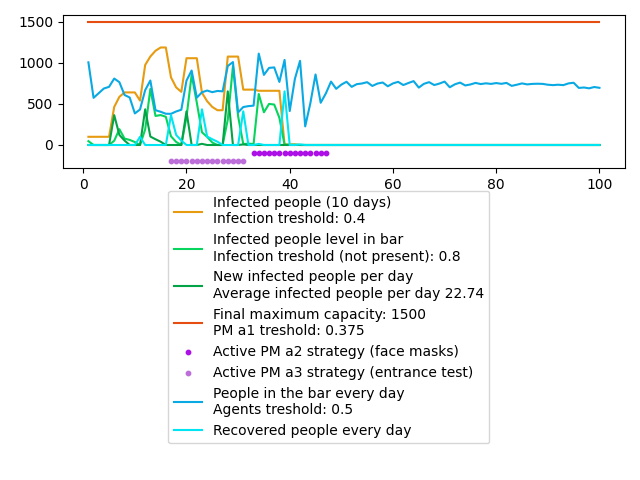 1500
1000
500
0
0
20
40
60
80
100
Infected people (10 days)
Infection treshold: 0.4
Infected people level in bar
Infection treshold (not present): 0.8
New infected people per day
Average infected people per day 22.74
Final maximum capacity: 1500
PM a1 treshold: 0.375
Active PM a2 strategy (face masks)
Active PM a3 strategy (entrance test)
People in the bar every day
Agents treshold: 0.5
Recovered people every day